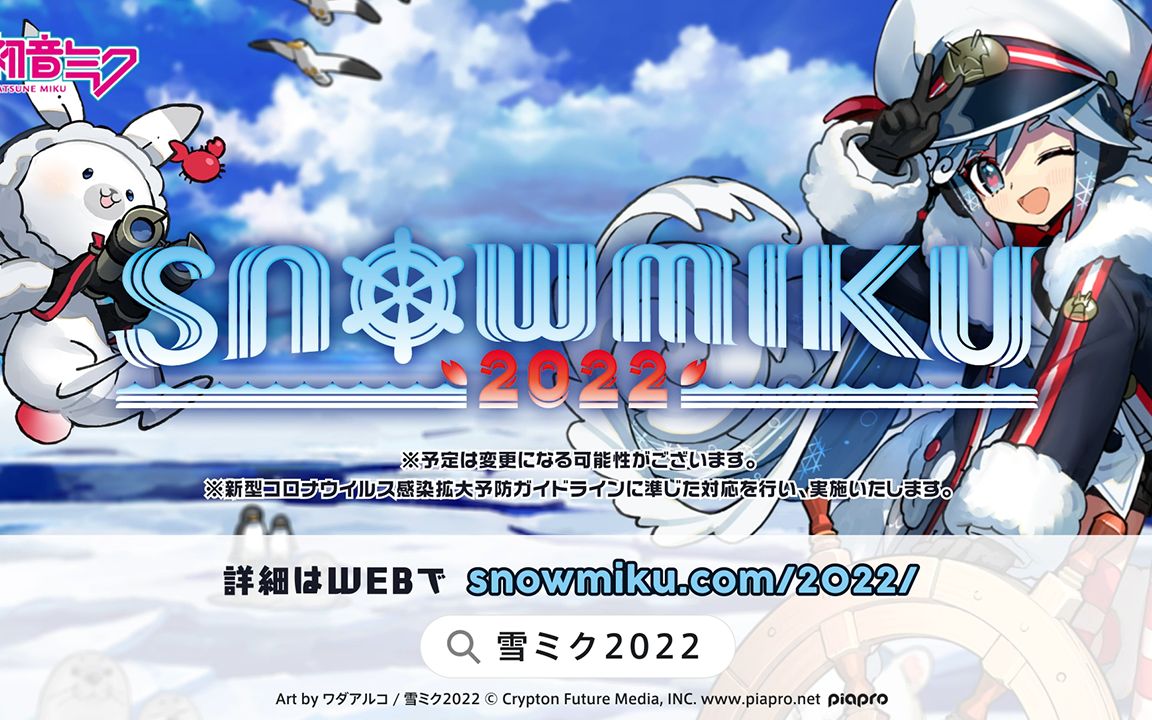 初音ミク
ATSUNE MIKU
SNOWMIKU
2022
※予定は変更になる可能性がございます。
※新型コロナウイルス感染拡大予防ガイドラインに準じた対応を行い、実施いたします。
詳細はWEBで snowmiku.com/2022/
雪ミク2022
Art by ワダアルコ / 雪ミク2022 © Crypton Future Media, INC. www.piapro.net piapro